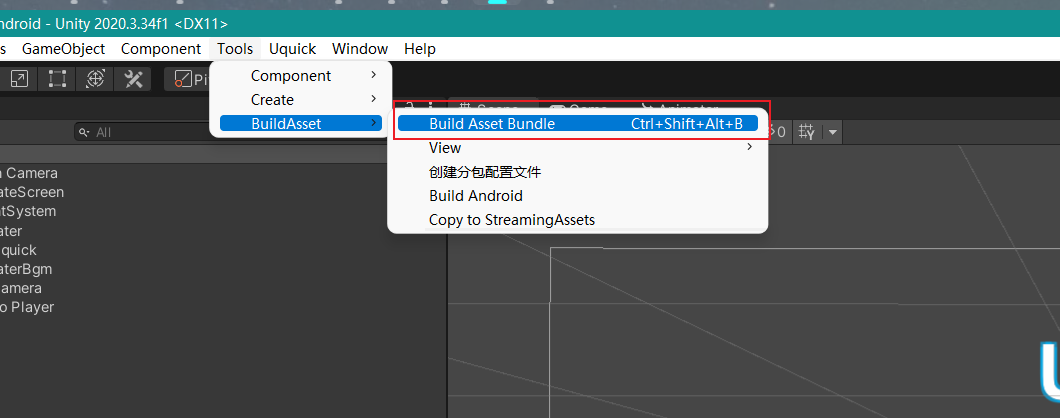 ndroid - Unity 2020.3.34f1 <DX11>
s GameObject Component Tools Uquick Window Help
Pi
Component
Create
BuildAsset
All
Build Asset Bundle Ctrl+Shift+Alt+B
View
创建分包配置文件
Build Android
Copy to StreamingAssets
0
Camera
ateScreen
tSystem
ater
quick
aterBgm
amera
o Player